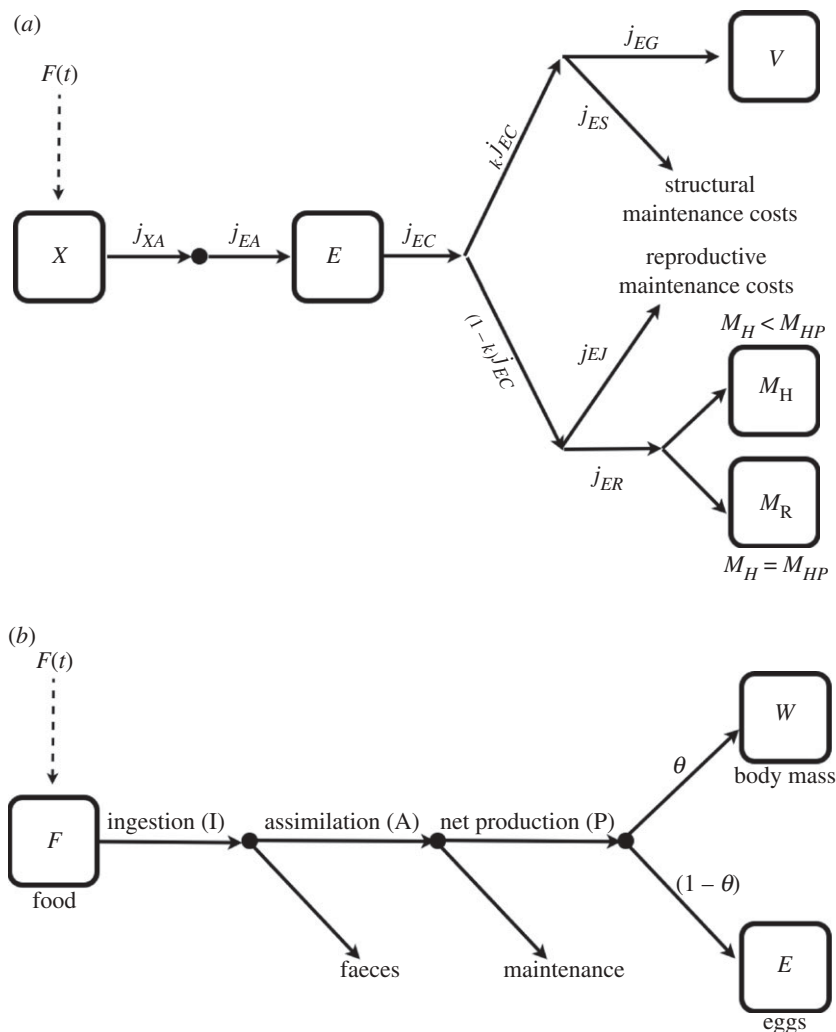 (a)
F(t)
X
j_XA
j_EA
E
j_EC
k j_EC
(1 – k)j_EC
j_EG
V
j_ES
structural
maintenance costs
reproductive
maintenance costs
j_EJ
j_ER
M_H < M_HP
M_H
M_R
M_H = M_HP
(b)
F(t)
F
food
ingestion (I)
assimilation (A)
net production (P)
faeces
maintenance
θ
W
body mass
(1 – θ)
E
eggs